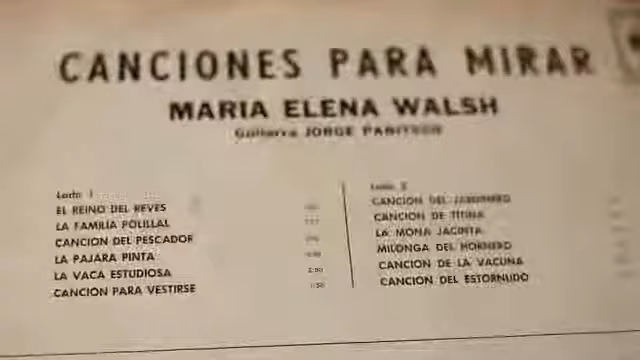 CANCIONES PARA MIRAR
MARIA ELENA WALSH
Guitarra JORGE PANITSCH
Lado 1
EL REINO DEL REVES
LA FAMILIA POLILLAL
CANCION DEL PESCADOR
LA PAJARA PINTA
LA VACA ESTUDIOSA
CANCION PARA VESTIRSE
Lado 2
CANCION DEL JARDINERO
CANCION DE TITINA
LA MONA JACINTA
MILONGA DEL HORNERO
CANCION DE LA VACUNA
CANCION DEL ESTORNUDO